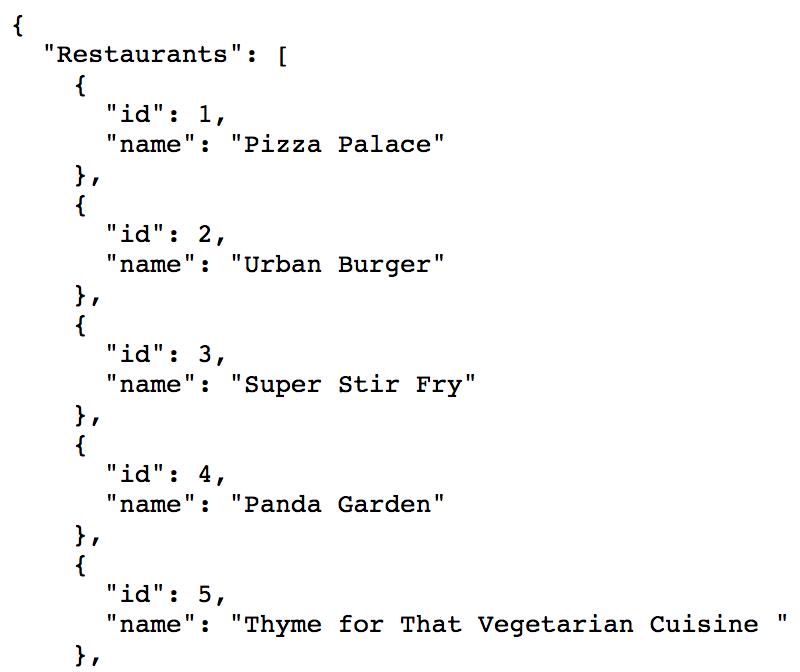 {
  "Restaurants": [
    {
      "id": 1,
      "name": "Pizza Palace"
    },
    {
      "id": 2,
      "name": "Urban Burger"
    },
    {
      "id": 3,
      "name": "Super Stir Fry"
    },
    {
      "id": 4,
      "name": "Panda Garden"
    },
    {
      "id": 5,
      "name": "Thyme for That Vegetarian Cuisine "
    },